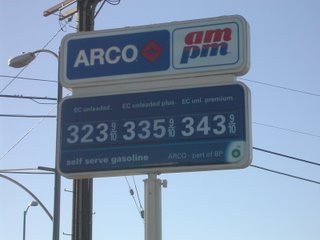 ARCO
am
pm
EC unleaded EC unleaded plus EC unl premium
323 9/10 335 9/10 343 9/10
self serve gasoline ARCO - part of BP